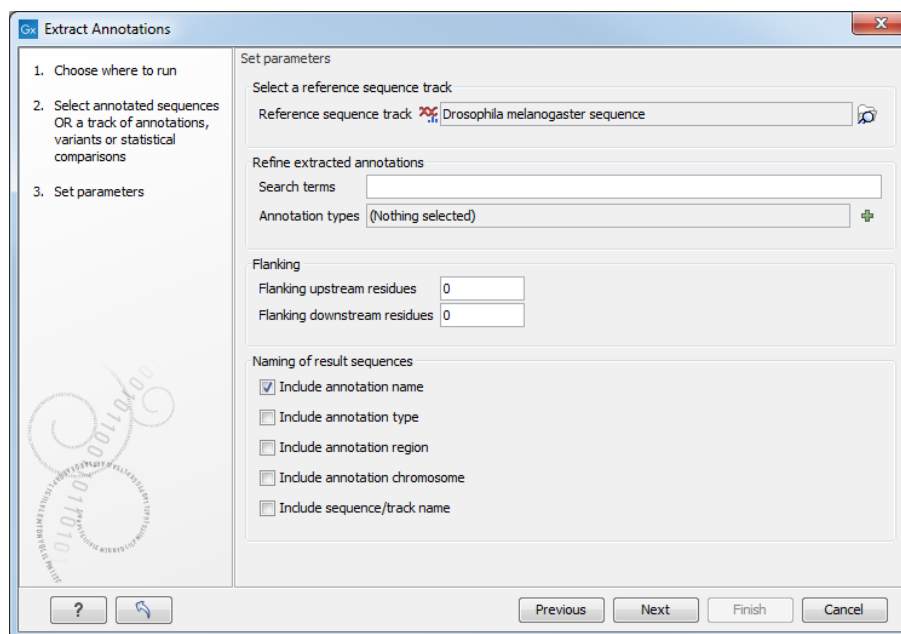 Gx Extract Annotations
1. Choose where to run
2. Select annotated sequences
OR a track of annotations,
variants or statistical
comparisons
3. Set parameters
Set parameters
Select a reference sequence track
Reference sequence track Drosophila melanogaster sequence
Refine extracted annotations
Search terms
Annotation types (Nothing selected)
Flanking
Flanking upstream residues 0
Flanking downstream residues 0
Naming of result sequences
Include annotation name
Include annotation type
Include annotation region
Include annotation chromosome
Include sequence/track name
? Previous Next Finish Cancel